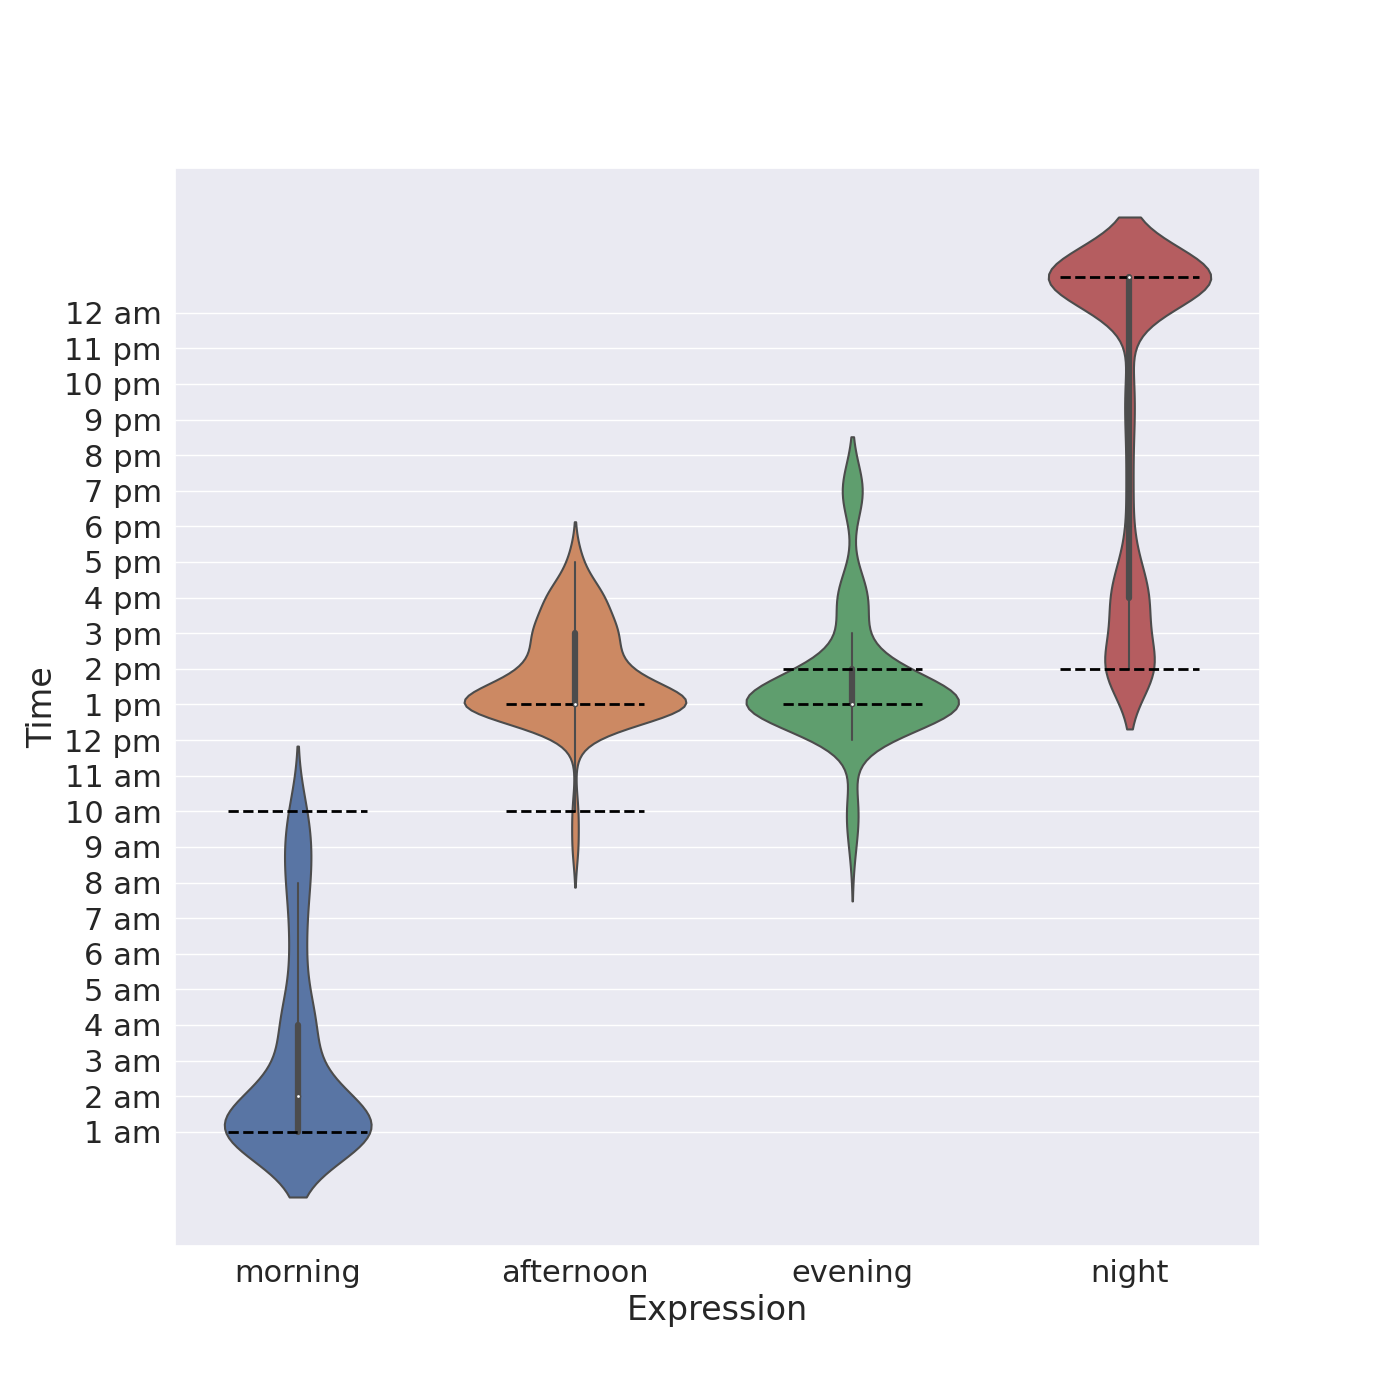 12 am
11 pm
10 pm
9 pm
8 pm
7 pm
6 pm
5 pm
4 pm
3 pm
2 pm
1 pm
12 pm
11 am
10 am
9 am
8 am
7 am
6 am
5 am
4 am
3 am
2 am
1 am
Time
morning afternoon evening night
Expression